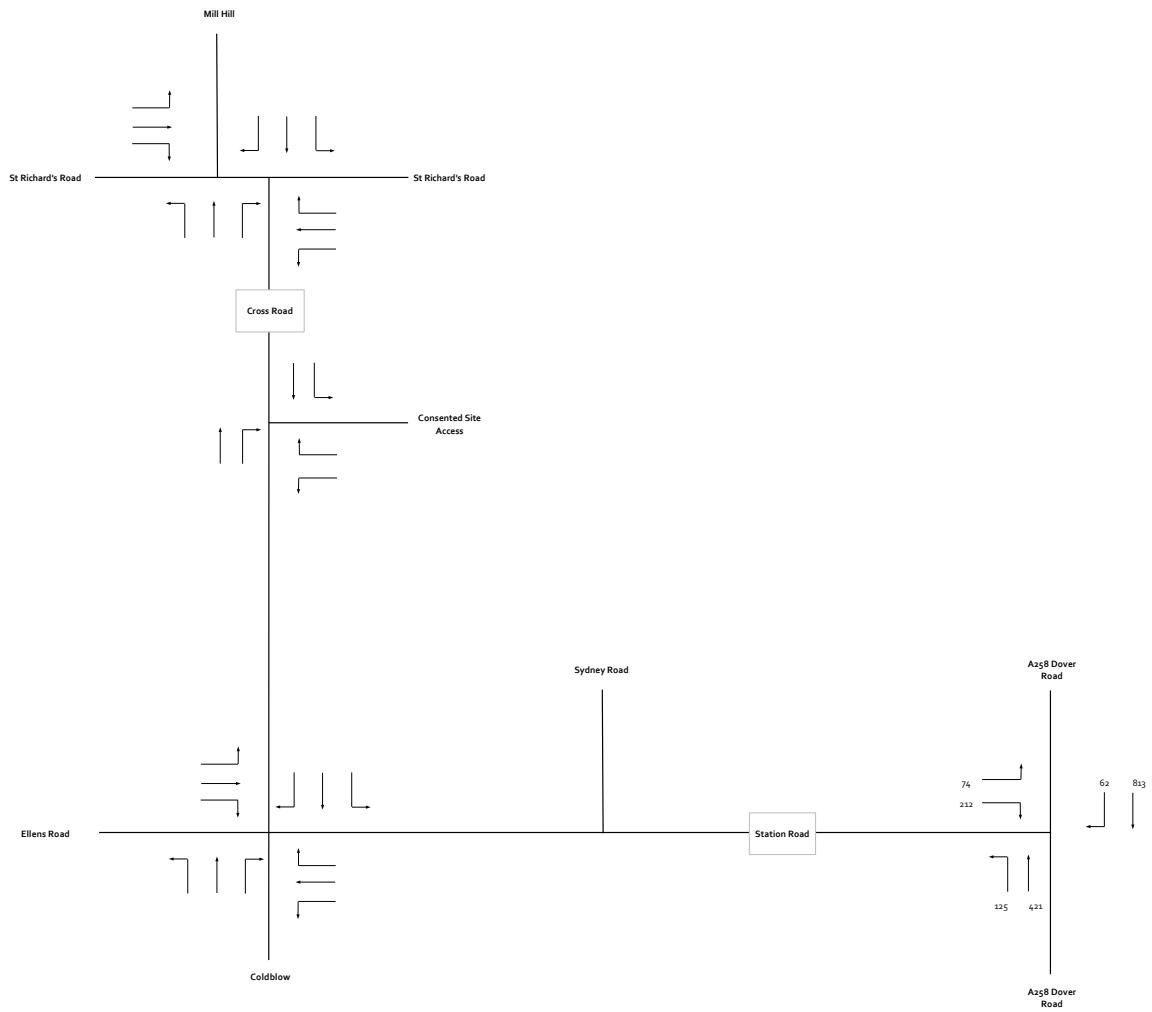 Mill Hill
St Richard's Road
St Richard's Road
Cross Road
Consented Site
Access
Sydney Road
A258 Dover
Road
74
62
813
212
Ellens Road
Station Road
125
421
Coldblow
A258 Dover
Road